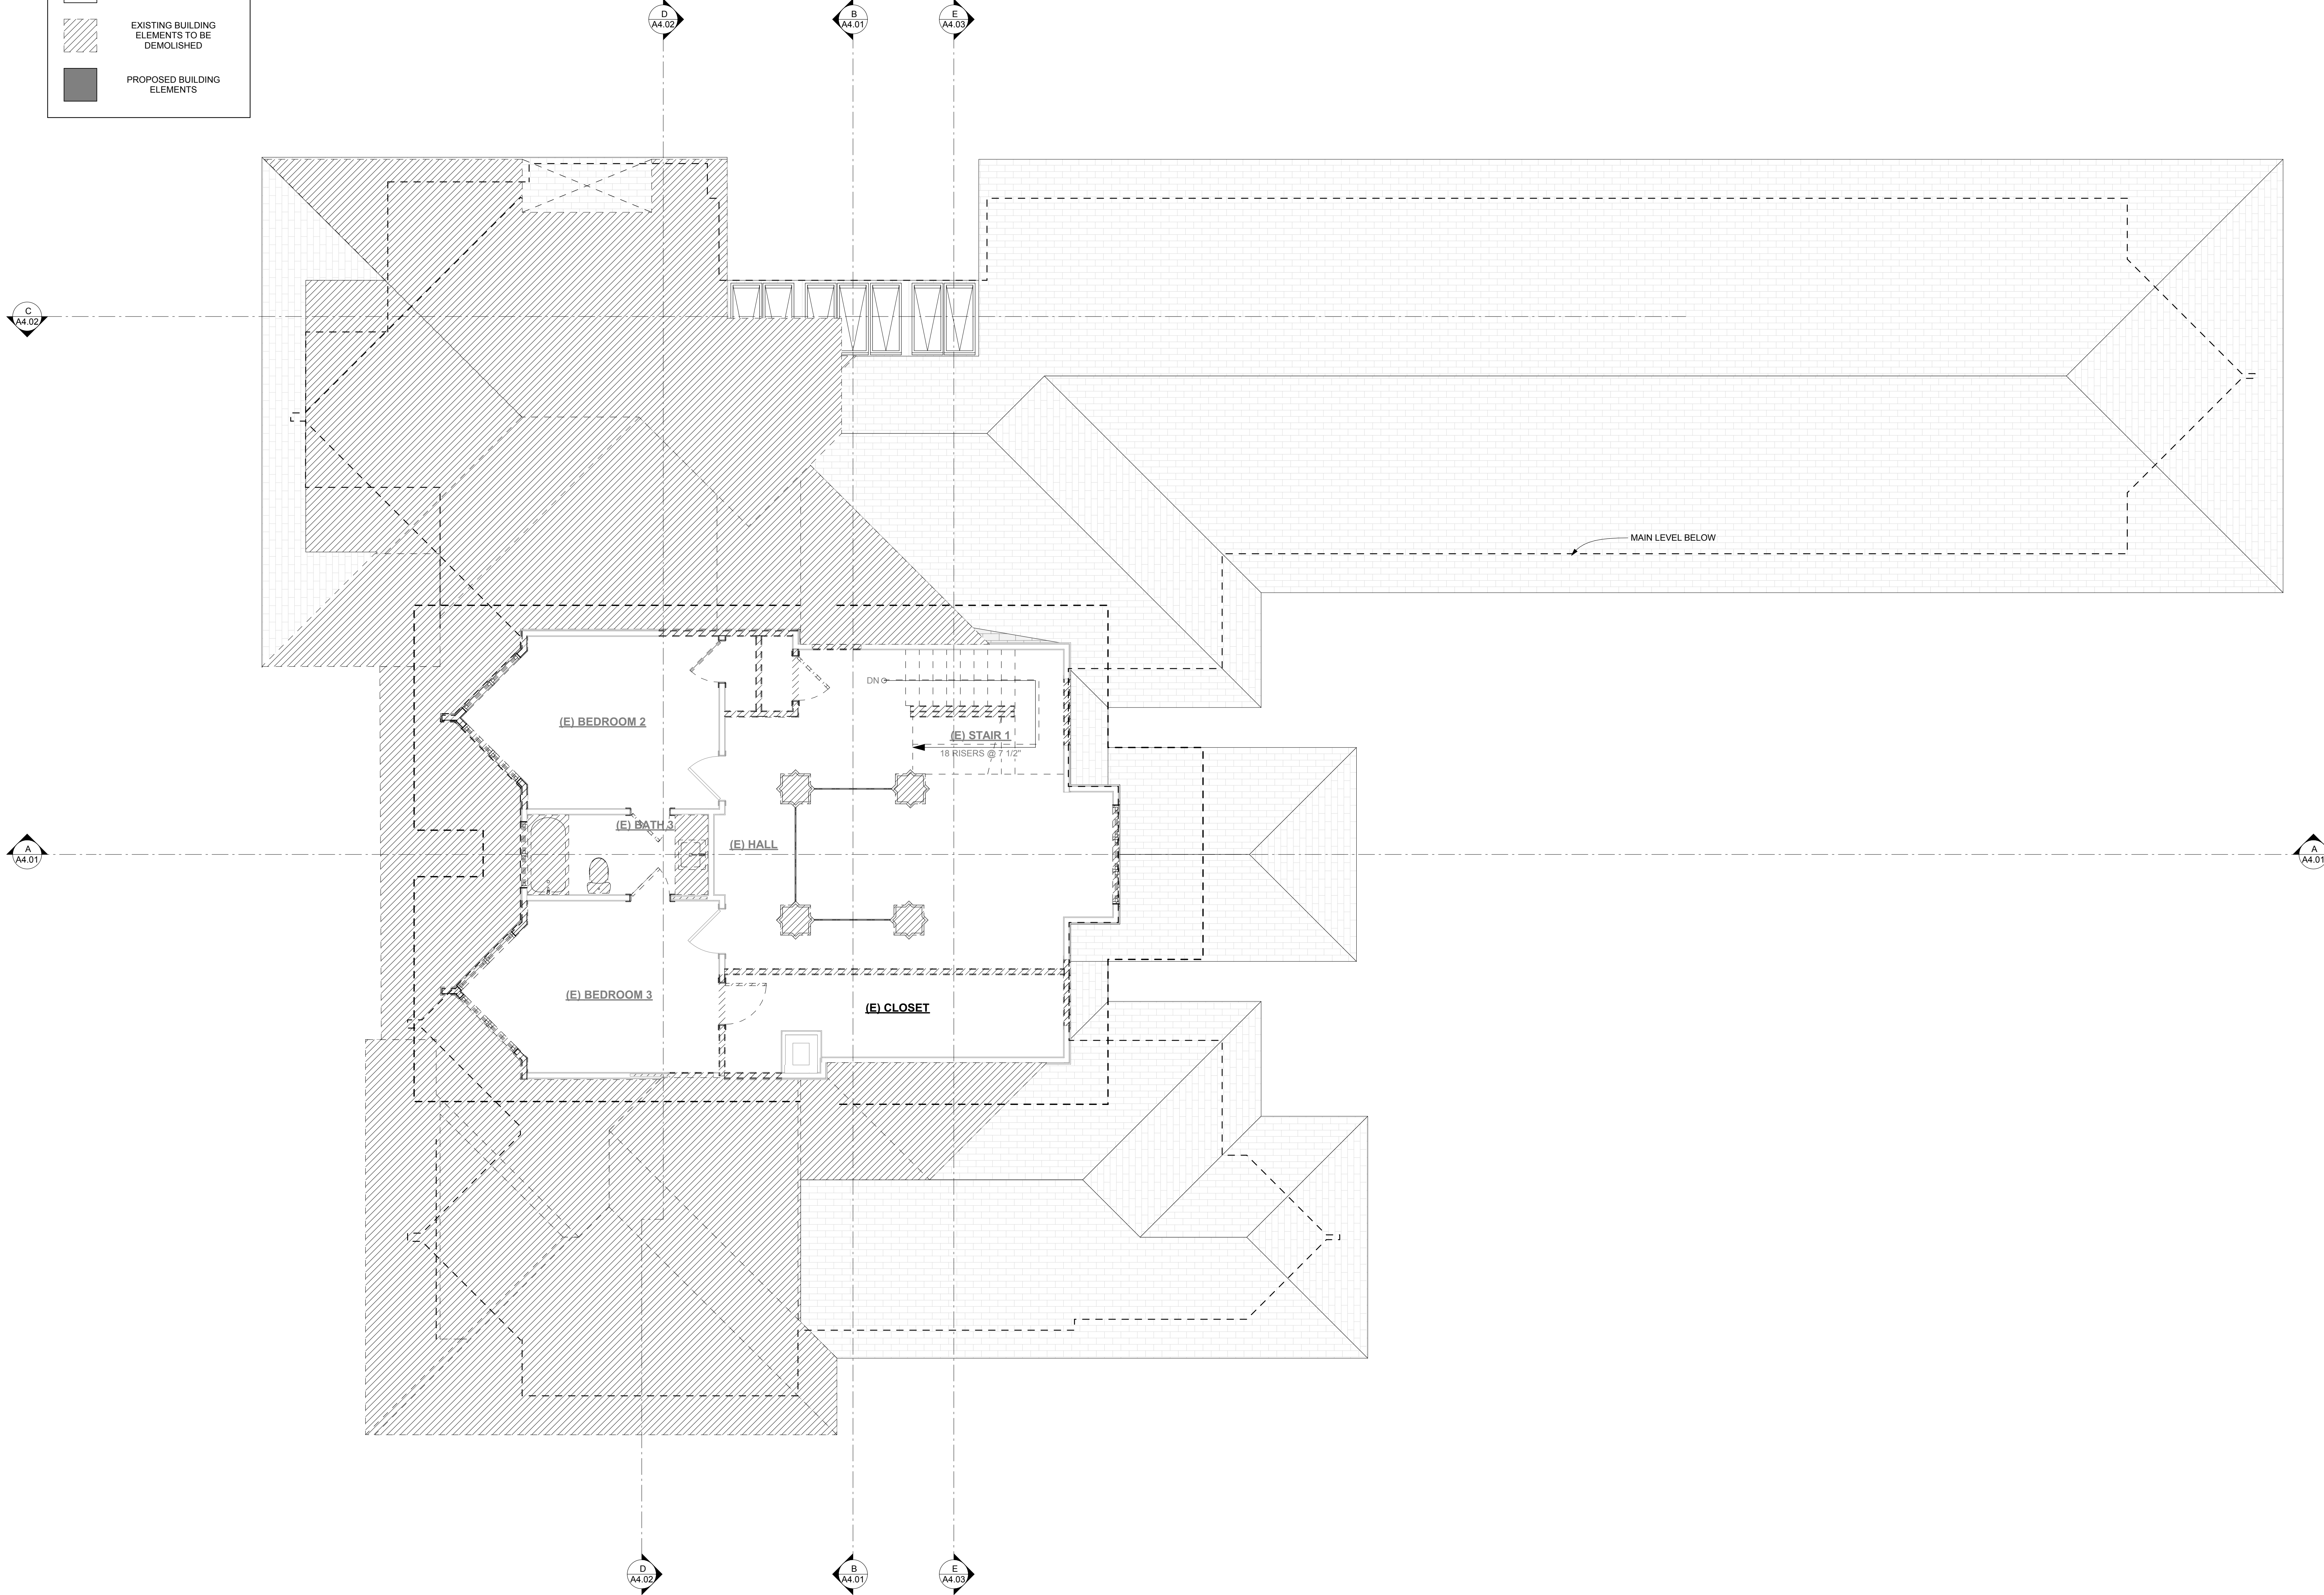 EXISTING BUILDING
ELEMENTS TO BE
DEMOLISHED
PROPOSED BUILDING
ELEMENTS
D
A4.02
B
A4.01
E
A4.03
C
A4.02
MAIN LEVEL BELOW
DN
(E) BEDROOM 2
(E) STAIR 1
18 RISERS @ 7 1/2"
(E) BATH 3
(E) HALL
A
A4.01
A
A4.01
(E) BEDROOM 3
(E) CLOSET
D
A4.02
B
A4.01
E
A4.03